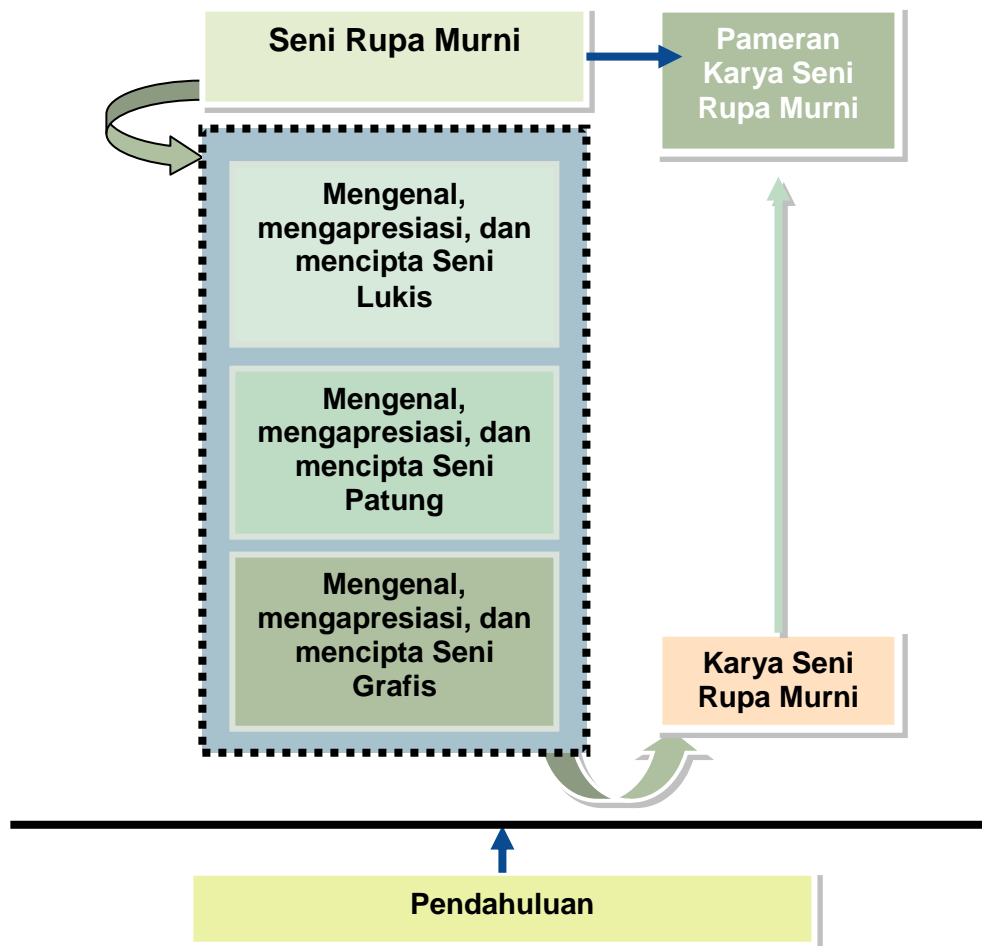 Seni Rupa Murni
Pameran
Karya Seni
Rupa Murni
Mengenal,
mengapresiasi, dan
mencipta Seni
Lukis
Mengenal,
mengapresiasi, dan
mencipta Seni
Patung
Mengenal,
mengapresiasi, dan
mencipta Seni
Grafis
Karya Seni
Rupa Murni
Pendahuluan